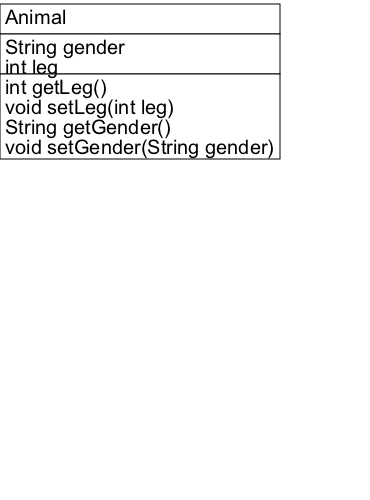 Animal
String gender
int leg
int getLeg()
void setLeg(int leg)
String getGender()
void setGender(String gender)